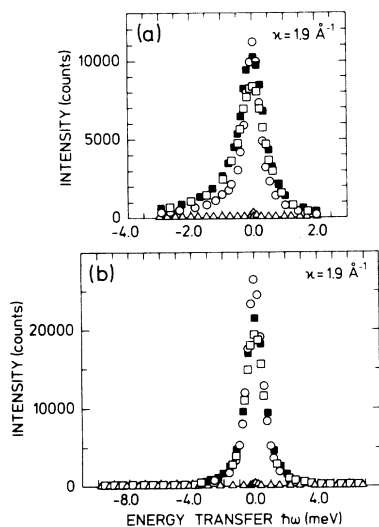 (a)
ϰ = 1.9 Å⁻¹
10000
5000
0
INTENSITY (counts)
-4.0
-2.0
0.0
2.0
(b)
ϰ = 1.9 Å⁻¹
20000
10000
0
INTENSITY (counts)
-8.0
-4.0
0.0
4.0
ENERGY TRANSFER ħω (meV)